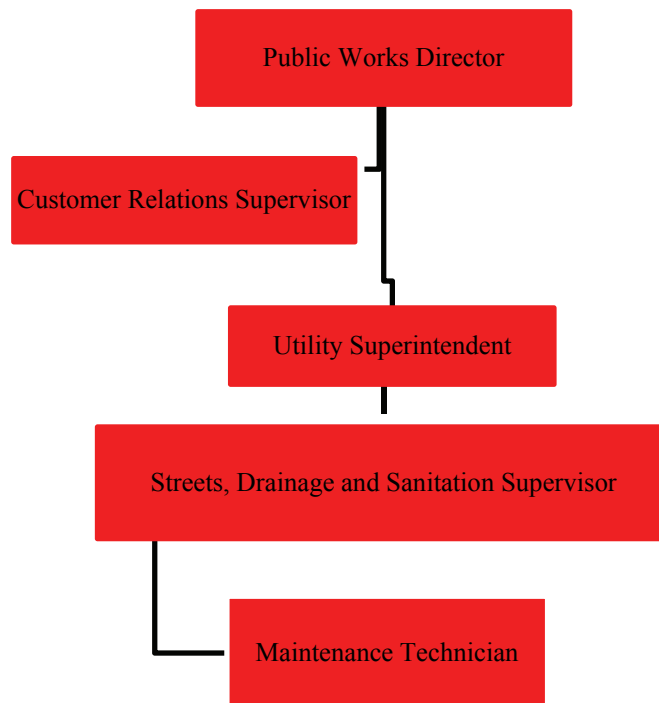 Public Works Director
Customer Relations Supervisor
Utility Superintendent
Streets, Drainage and Sanitation Supervisor
Maintenance Technician